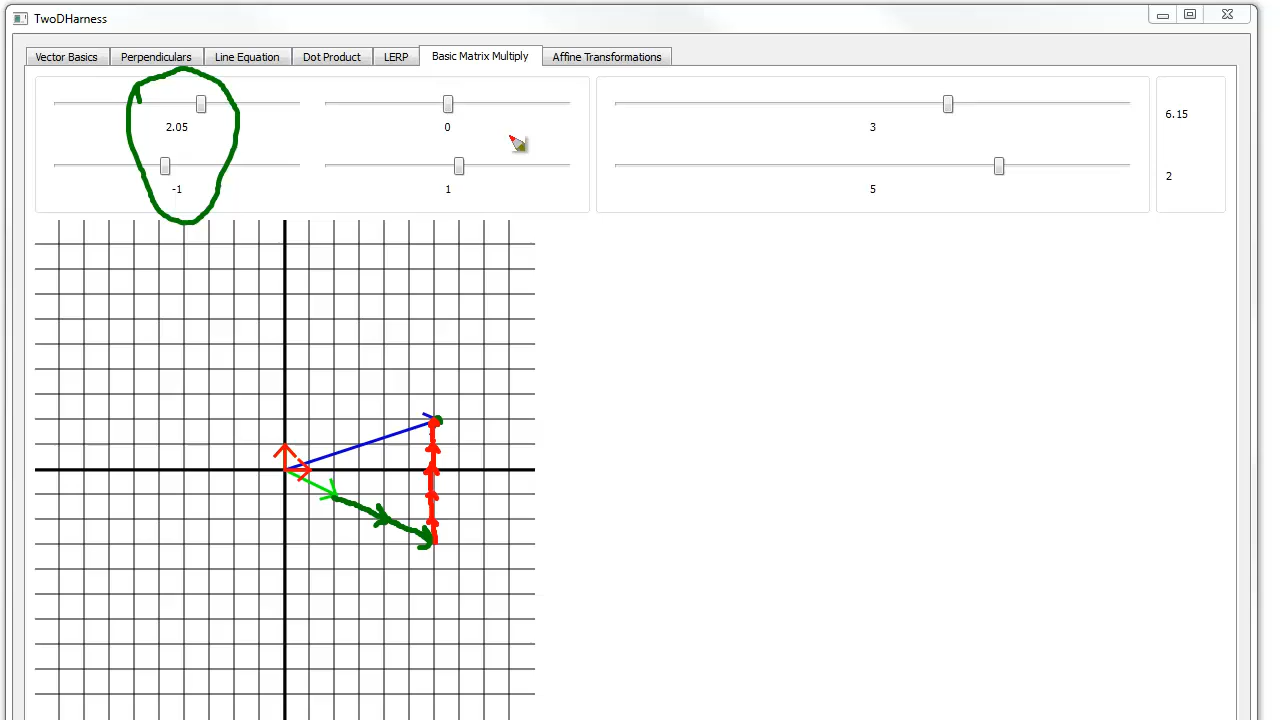 TwoDHarness
Vector Basics Perpendiculars Line Equation Dot Product LERP Basic Matrix Multiply Affine Transformations
2.05 0 3 6.15
-1 1 5 2